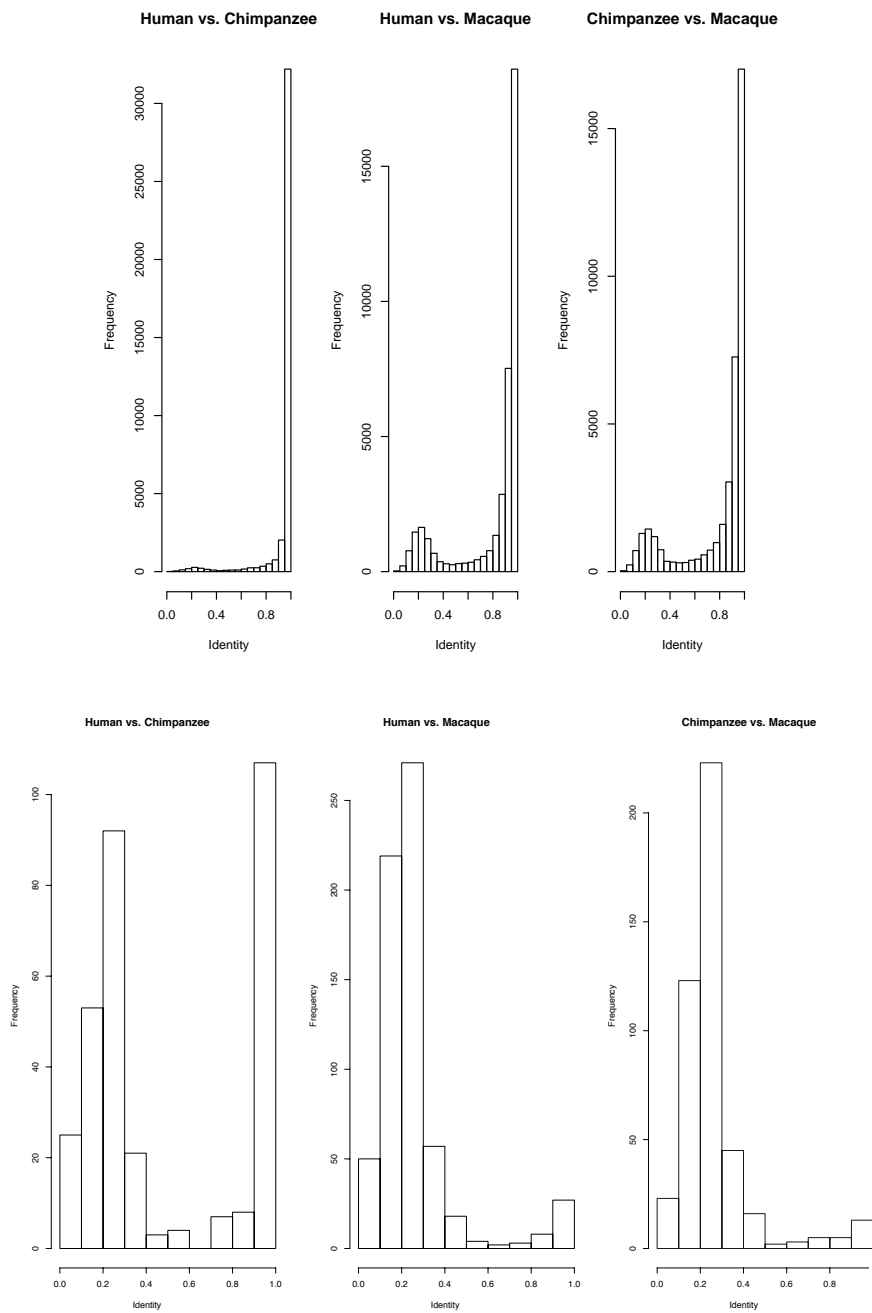 Human vs. Chimpanzee
Human vs. Macaque
Chimpanzee vs. Macaque
Frequency
0
5000
10000
15000
20000
25000
30000
0.0 0.4 0.8
Identity
Frequency
0
5000
10000
15000
0.0 0.4 0.8
Identity
Frequency
0
5000
10000
15000
0.0 0.4 0.8
Identity
Human vs. Chimpanzee
Human vs. Macaque
Chimpanzee vs. Macaque
Frequency
0
20
40
60
80
100
0.0 0.2 0.4 0.6 0.8 1.0
Identity
Frequency
0
50
100
150
200
250
0.0 0.2 0.4 0.6 0.8 1.0
Identity
Frequency
0
50
100
150
200
0.0 0.2 0.4 0.6 0.8
Identity